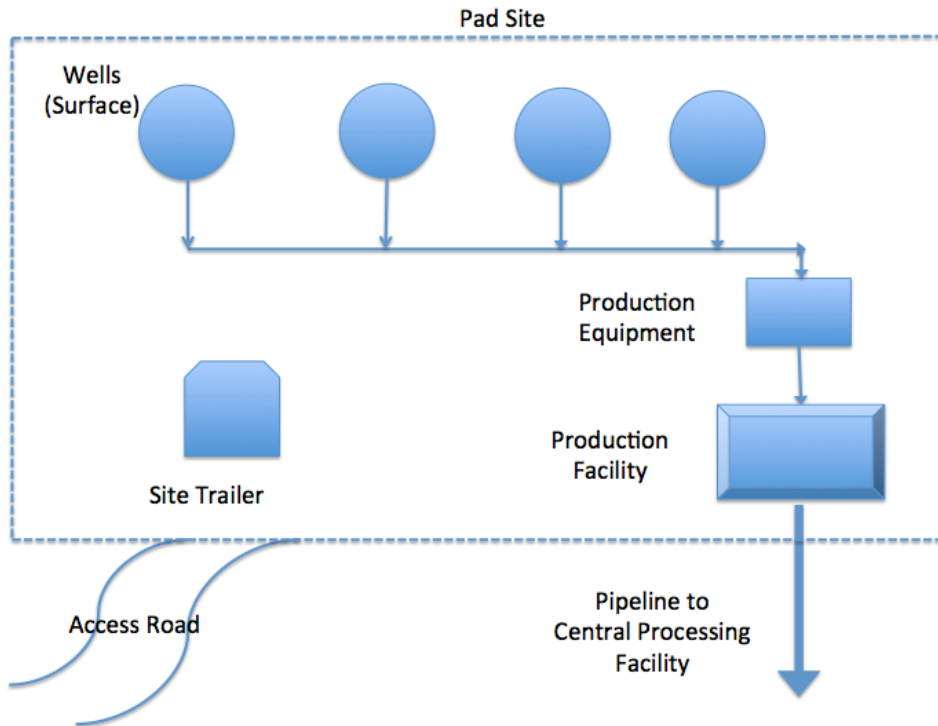 Pad Site
Wells
(Surface)
Production
Equipment
Production
Facility
Site Trailer
Access Road
Pipeline to
Central Processing
Facility